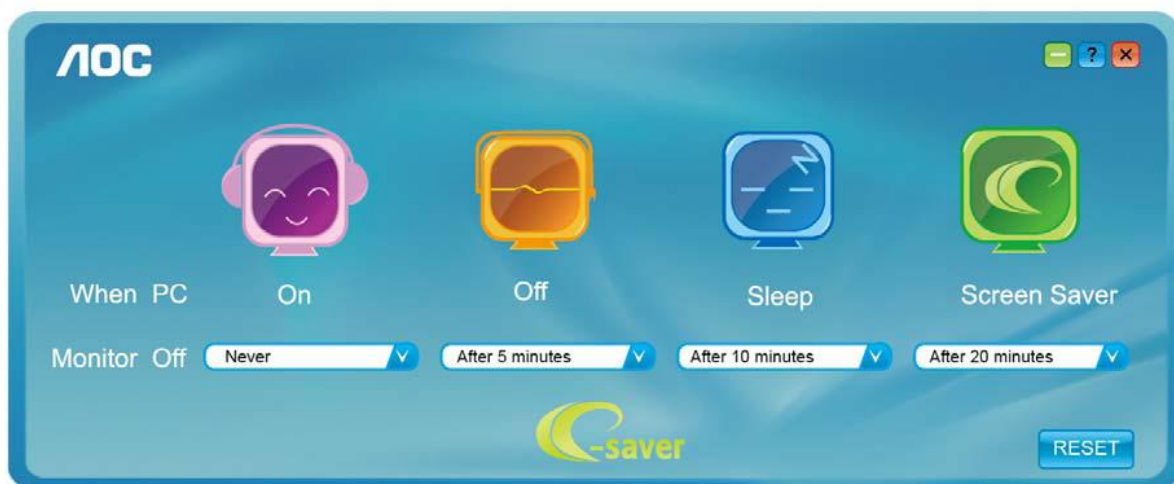 AOC
?
When PC On Off Sleep Screen Saver
Monitor Off Never After 5 minutes After 10 minutes After 20 minutes
e-saver
RESET